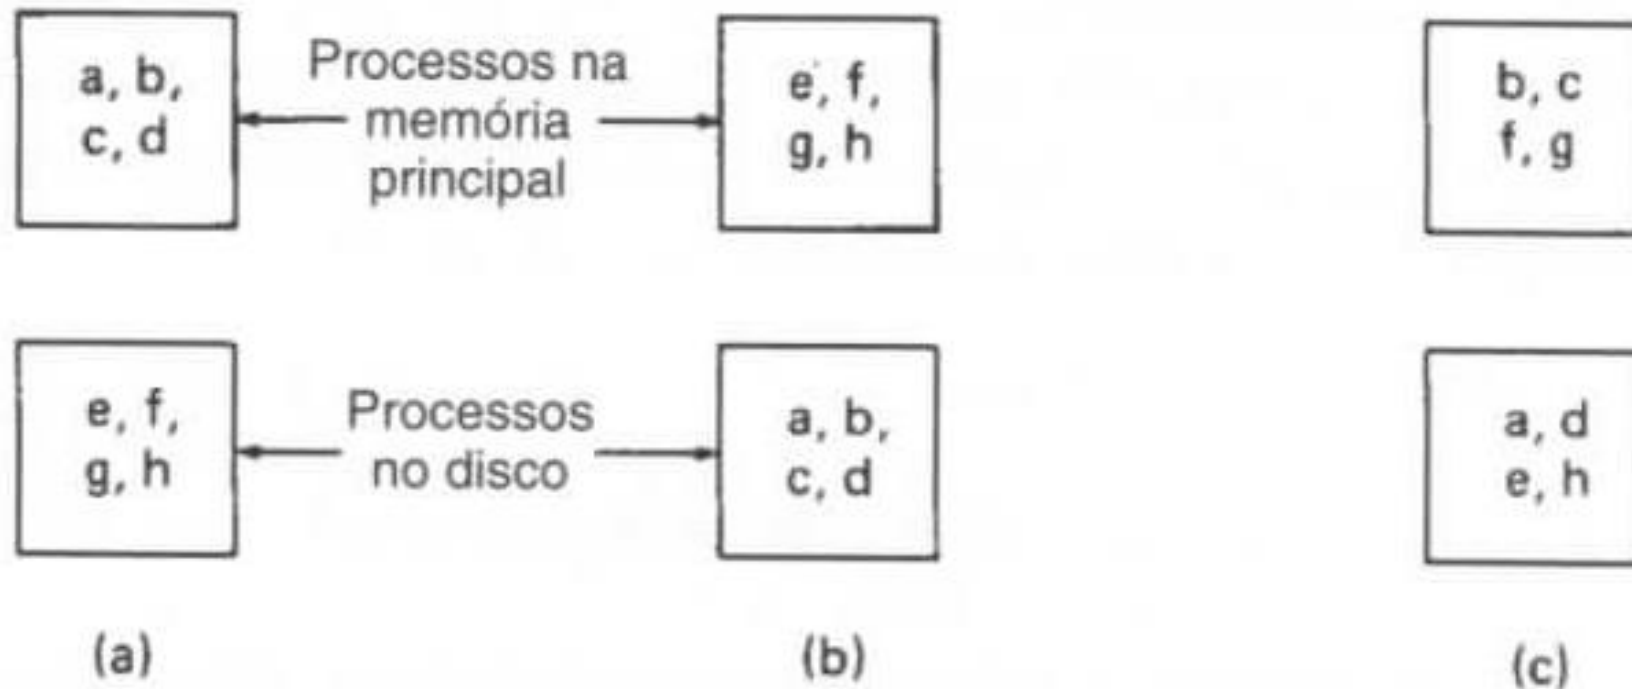 a, b,
c, d
Processos na
memória
principal
e, f,
g, h
b, c
f, g
e, f,
g, h
Processos
no disco
a, b,
c, d
a, d
e, h
(a)
(b)
(c)